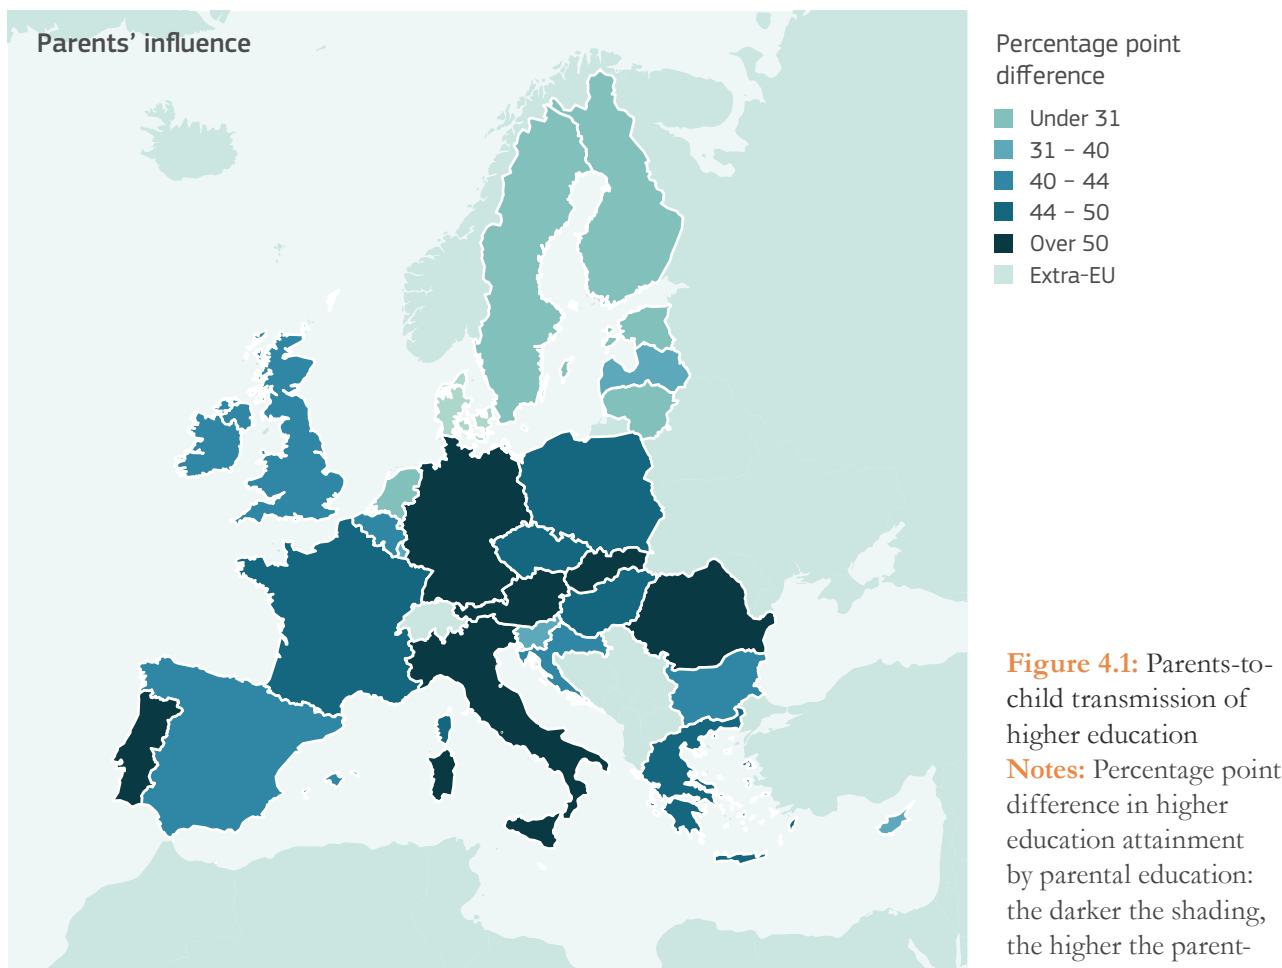 Parents’ influence
Percentage point
difference
Under 31
31 – 40
40 – 44
44 – 50
Over 50
Extra-EU
Figure 4.1: Parents-to-
child transmission of
higher education
Notes: Percentage point
difference in higher
education attainment
by parental education:
the darker the shading,
the higher the parent-